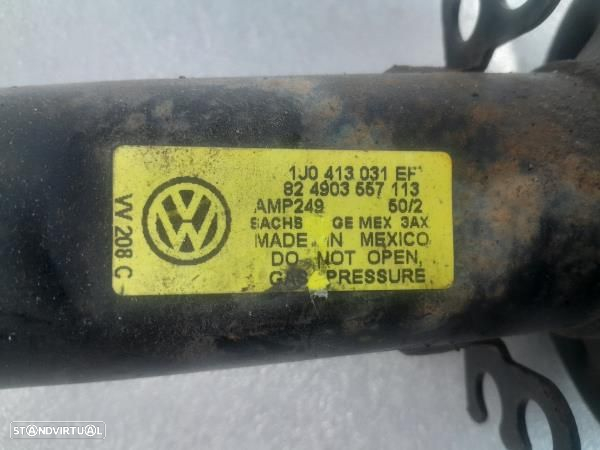 1J0 413 031 EF
82 4903 557 113
AMP249 50/2
SACHS GE MEX 3AX
MADE IN MEXICO
DO NOT OPEN,
GAS PRESSURE
VV 208 C
STANDVIRTUAL